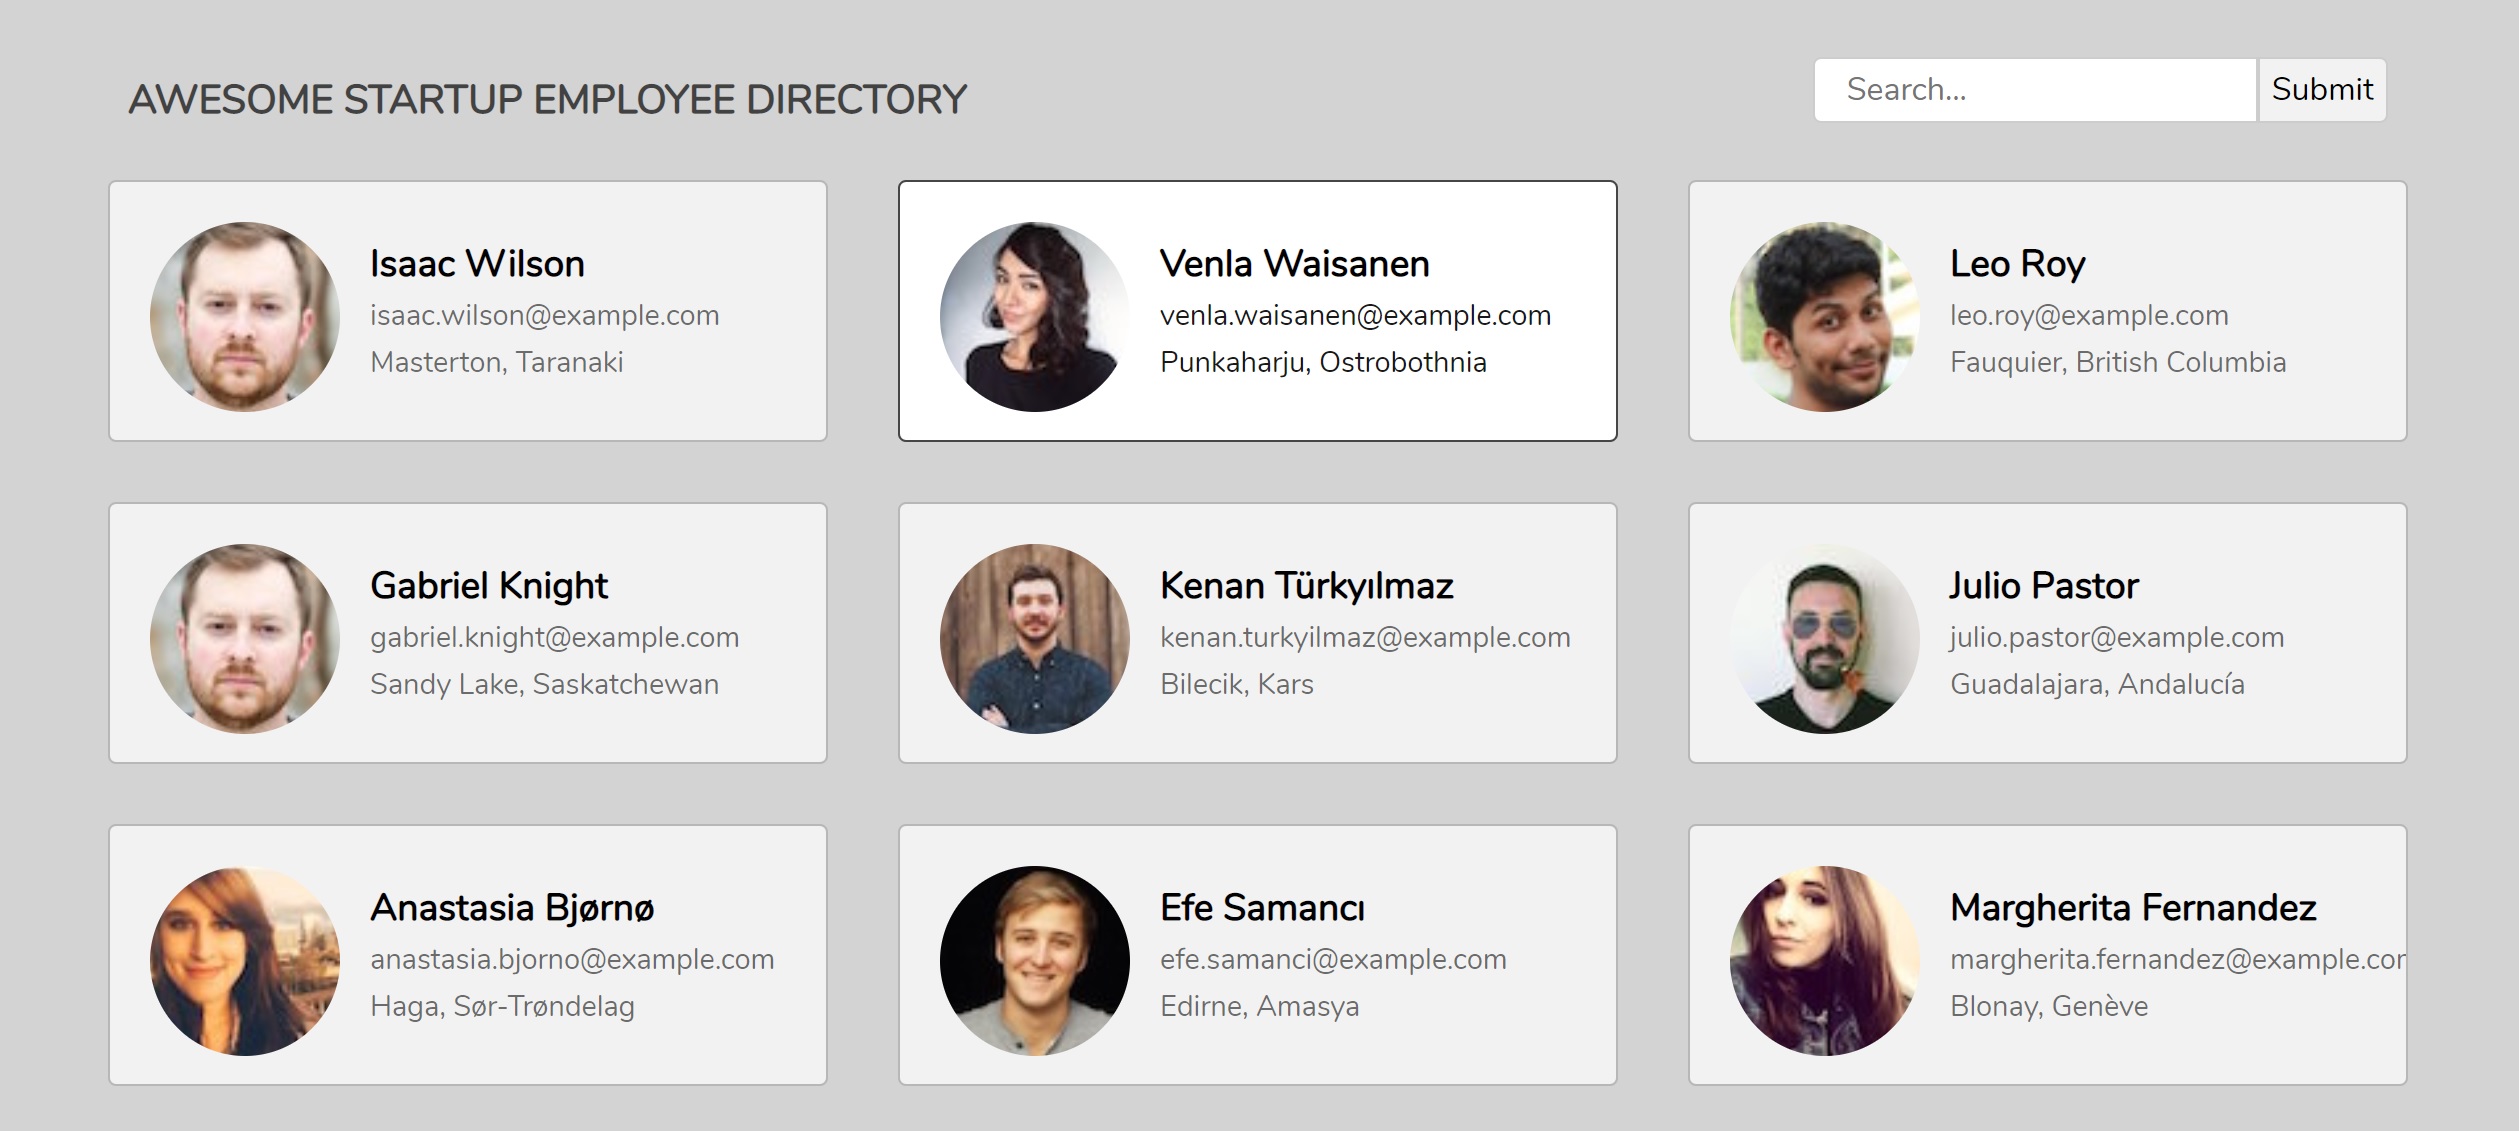 AWESOME STARTUP EMPLOYEE DIRECTORY
Search...
Submit
Isaac Wilson
isaac.wilson@example.com
Masterton, Taranaki
Venla Waisanen
venla.waisanen@example.com
Punkaharju, Ostrobothnia
Leo Roy
leo.roy@example.com
Fauquier, British Columbia
Gabriel Knight
gabriel.knight@example.com
Sandy Lake, Saskatchewan
Kenan Türkyılmaz
kenan.turkyilmaz@example.com
Bilecik, Kars
Julio Pastor
julio.pastor@example.com
Guadalajara, Andalucía
Anastasia Bjørnø
anastasia.bjorno@example.com
Haga, Sør-Trøndelag
Efe Samancı
efe.samanci@example.com
Edirne, Amasya
Margherita Fernandez
margherita.fernandez@example.cor
Blonay, Genève